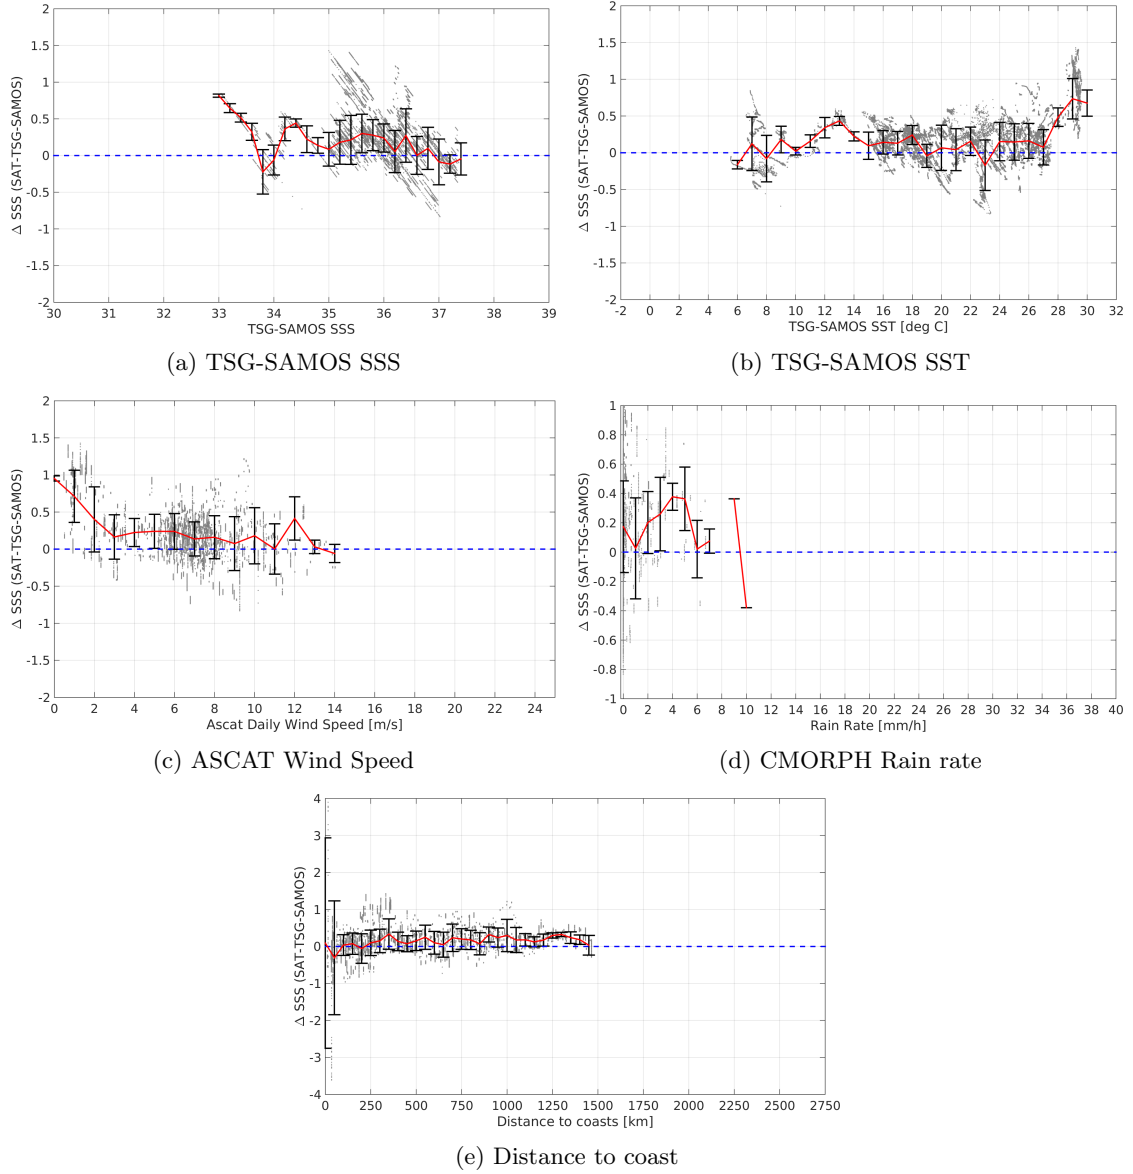 2
1.5
1
0.5
0
-0.5
-1
-1.5
-2
Δ SSS (SAT-TSG-SAMOS)
30 31 32 33 34 35 36 37 38 39
TSG-SAMOS SSS
(a) TSG-SAMOS SSS
2
1.5
1
0.5
0
-0.5
-1
-1.5
-2
Δ SSS (SAT-TSG-SAMOS)
-2 0 2 4 6 8 10 12 14 16 18 20 22 24 26 28 30 32
TSG-SAMOS SST [deg C]
(b) TSG-SAMOS SST
2
1.5
1
0.5
0
-0.5
-1
-1.5
-2
Δ SSS (SAT-TSG-SAMOS)
0 2 4 6 8 10 12 14 16 18 20 22 24
Ascat Daily Wind Speed [m/s]
(c) ASCAT Wind Speed
1
0.8
0.6
0.4
0.2
0
-0.2
-0.4
-0.6
-0.8
-1
Δ SSS (SAT-TSG-SAMOS)
0 2 4 6 8 10 12 14 16 18 20 22 24 26 28 30 32 34 36 38 40
Rain Rate [mm/h]
(d) CMORPH Rain rate
4
3
2
1
0
-1
-2
-3
-4
Δ SSS (SAT-TSG-SAMOS)
0 250 500 750 1000 1250 1500 1750 2000 2250 2500 2750
Distance to coasts [km]
(e) Distance to coast